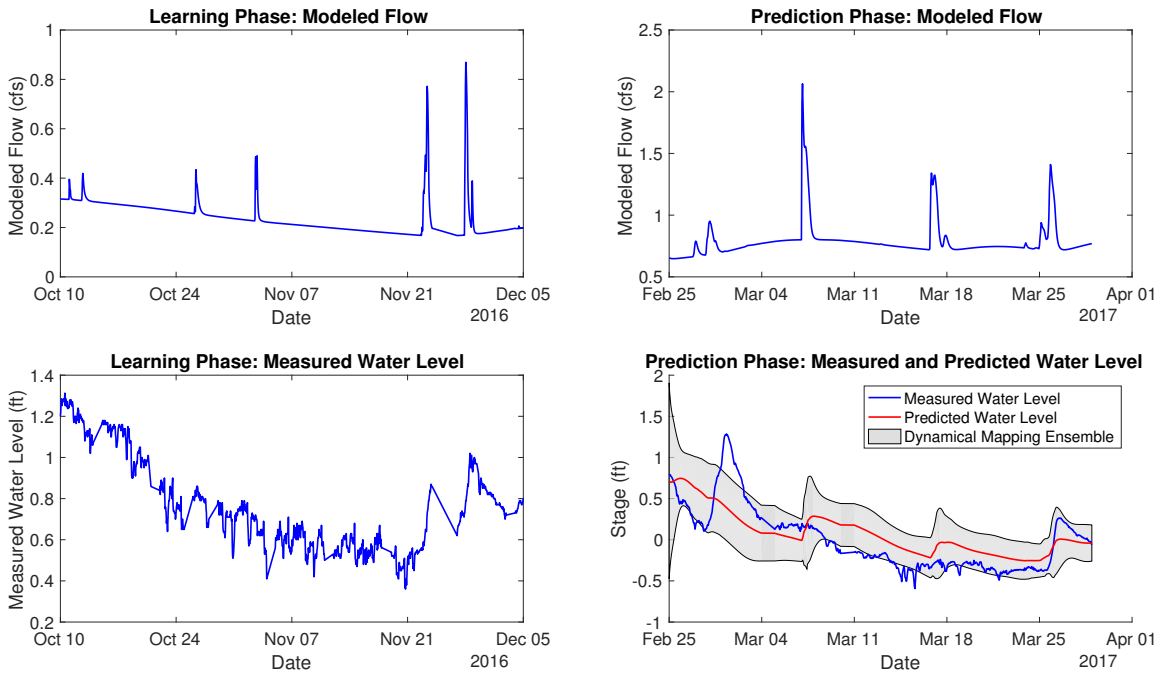 Learning Phase: Modeled Flow
Modeled Flow (cfs)
1
0.8
0.6
0.4
0.2
0
Oct 10 Oct 24 Nov 07 Nov 21 Dec 05
Date
2016
Prediction Phase: Modeled Flow
Modeled Flow (cfs)
2.5
2
1.5
1
0.5
Feb 25 Mar 04 Mar 11 Mar 18 Mar 25 Apr 01
Date
2017
Learning Phase: Measured Water Level
Measured Water Level (ft)
1.4
1.2
1
0.8
0.6
0.4
0.2
Oct 10 Oct 24 Nov 07 Nov 21 Dec 05
Date
2016
Prediction Phase: Measured and Predicted Water Level
Stage (ft)
2
1.5
1
0.5
0
-0.5
-1
Measured Water Level
Predicted Water Level
Dynamical Mapping Ensemble
Feb 25 Mar 04 Mar 11 Mar 18 Mar 25 Apr 01
Date
2017